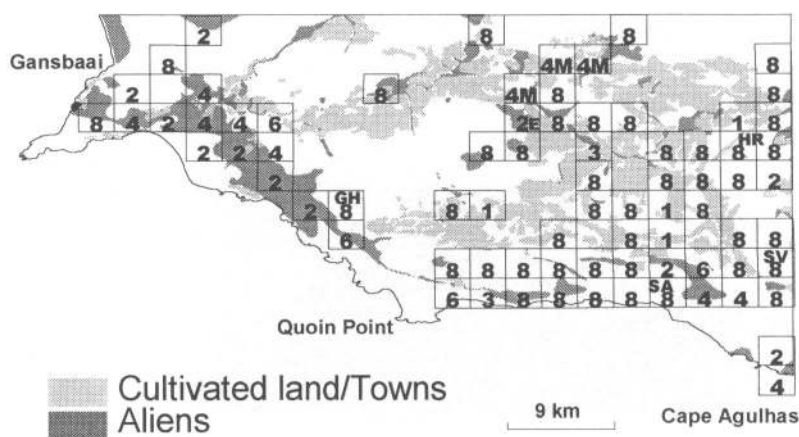 2 8 8
Gansbaai 8 4M 4M 8
2 4 8 4M 8 8
8 4 2 4 4 6 2E 8 8 8 1 8
2 2 4 8 8 3 8 8 8 HR 8
2 8 8 8 8 2
2 GH 8 8 1 8 8 1 8
6 8 8 1 8 8
8 8 8 8 8 8 2 6 8 SV 8
6 3 8 8 8 8 SA 8 4 4 8
Quoin Point
2
Cultivated land/Towns 4
Aliens 9 km Cape Agulhas